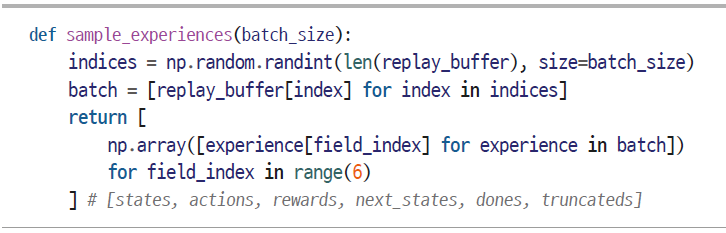 def sample_experiences(batch_size):
    indices = np.random.randint(len(replay_buffer), size=batch_size)
    batch = [replay_buffer[index] for index in indices]
    return [
        np.array([experience[field_index] for experience in batch])
        for field_index in range(6)
    ] # [states, actions, rewards, next_states, dones, truncateds]